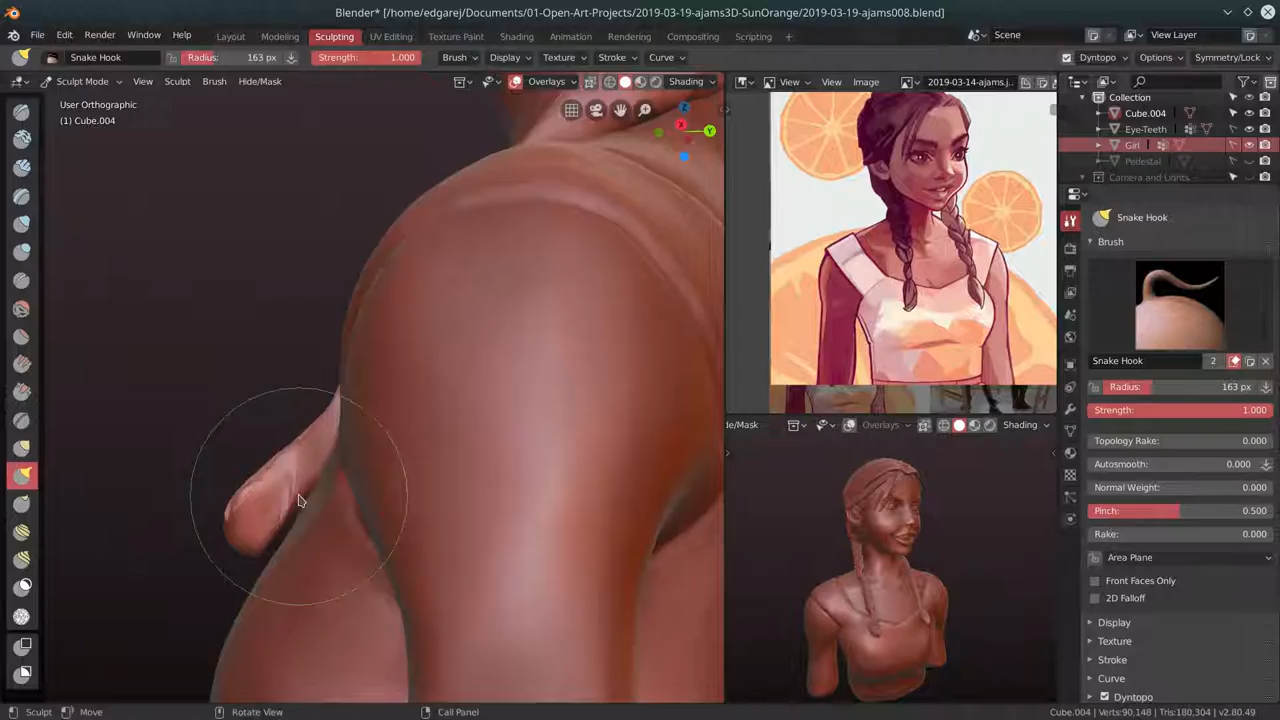 Blender* [/home/edgarej/Documents/01-Open-Art-Projects/2019-03-19-ajams3D-SunOrange/2019-03-19-ajams008.blend]
File Edit Render Window Help Layout Modeling Sculpting UV Editing Texture Paint Shading Animation Rendering Compositing Scripting + Scene View Layer
Snake Hook Radius: 163 px Strength: 1.000 Brush Display Texture Stroke Curve Dyntopo Options Symmetry/Lock
Sculpt Mode View Sculpt Brush Hide/Mask Overlays Shading View View Image 2019-03-14-ajams.j..
User Orthographic
(1) Cube.004
Y
Z
X
Collection
Cube.004
Eye-Teeth
Girl
Pedestal
Camera and Lights
Snake Hook
Brush
Snake Hook 2
Radius: 163 px
Strength: 1.000
Topology Rake: 0.000
Autosmooth: 0.000
Normal Weight: 0.000
Pinch: 0.500
Rake: 0.000
Area Plane
Front Faces Only
2D Falloff
Display
Texture
Stroke
Curve
Dyntopo
de/Mask Overlays Shading
Sculpt Move Rotate View Call Panel Cube.004 | Verts:90,148 | Tris:180,304 | v2.80.49